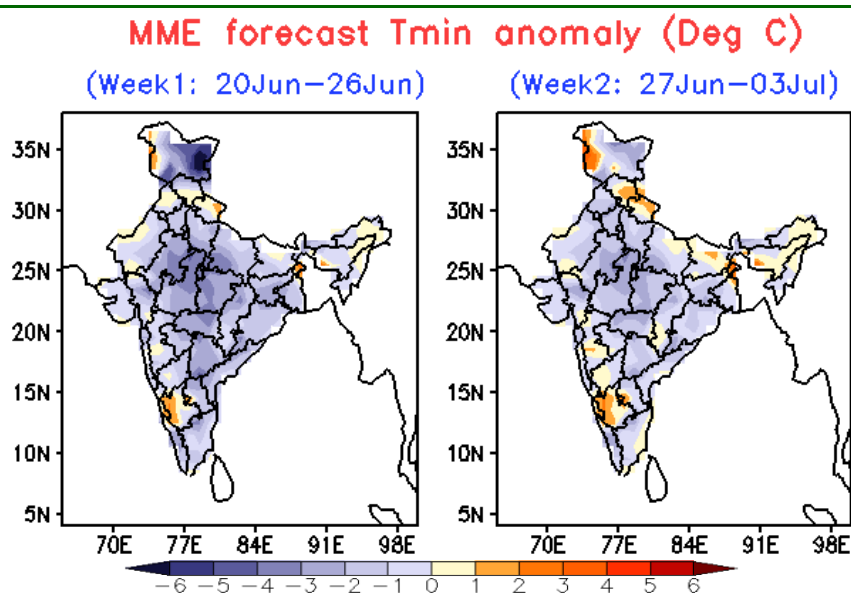 MME forecast Tmin anomaly (Deg C)
(Week1: 20Jun−26Jun) (Week2: 27Jun−03Jul)
35N 35N
30N 30N
25N 25N
20N 20N
15N 15N
10N 10N
5N 5N
70E 77E 84E 91E 98E 70E 77E 84E 91E 98E
−6 −5 −4 −3 −2 −1 0 1 2 3 4 5 6